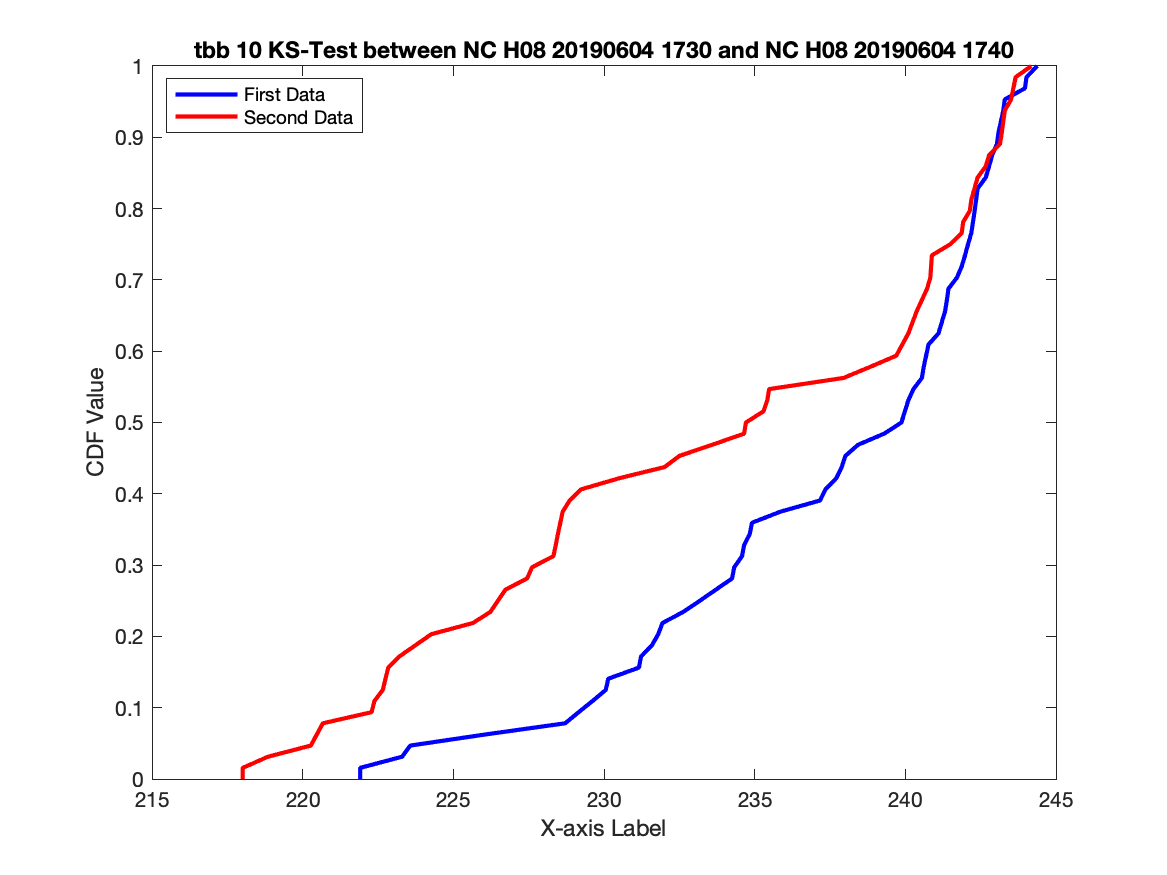 tbb 10 KS-Test between NC H08 20190604 1730 and NC H08 20190604 1740
First Data
Second Data
1
0.9
0.8
0.7
0.6
0.5
0.4
0.3
0.2
0.1
0
CDF Value
215 220 225 230 235 240 245
X-axis Label